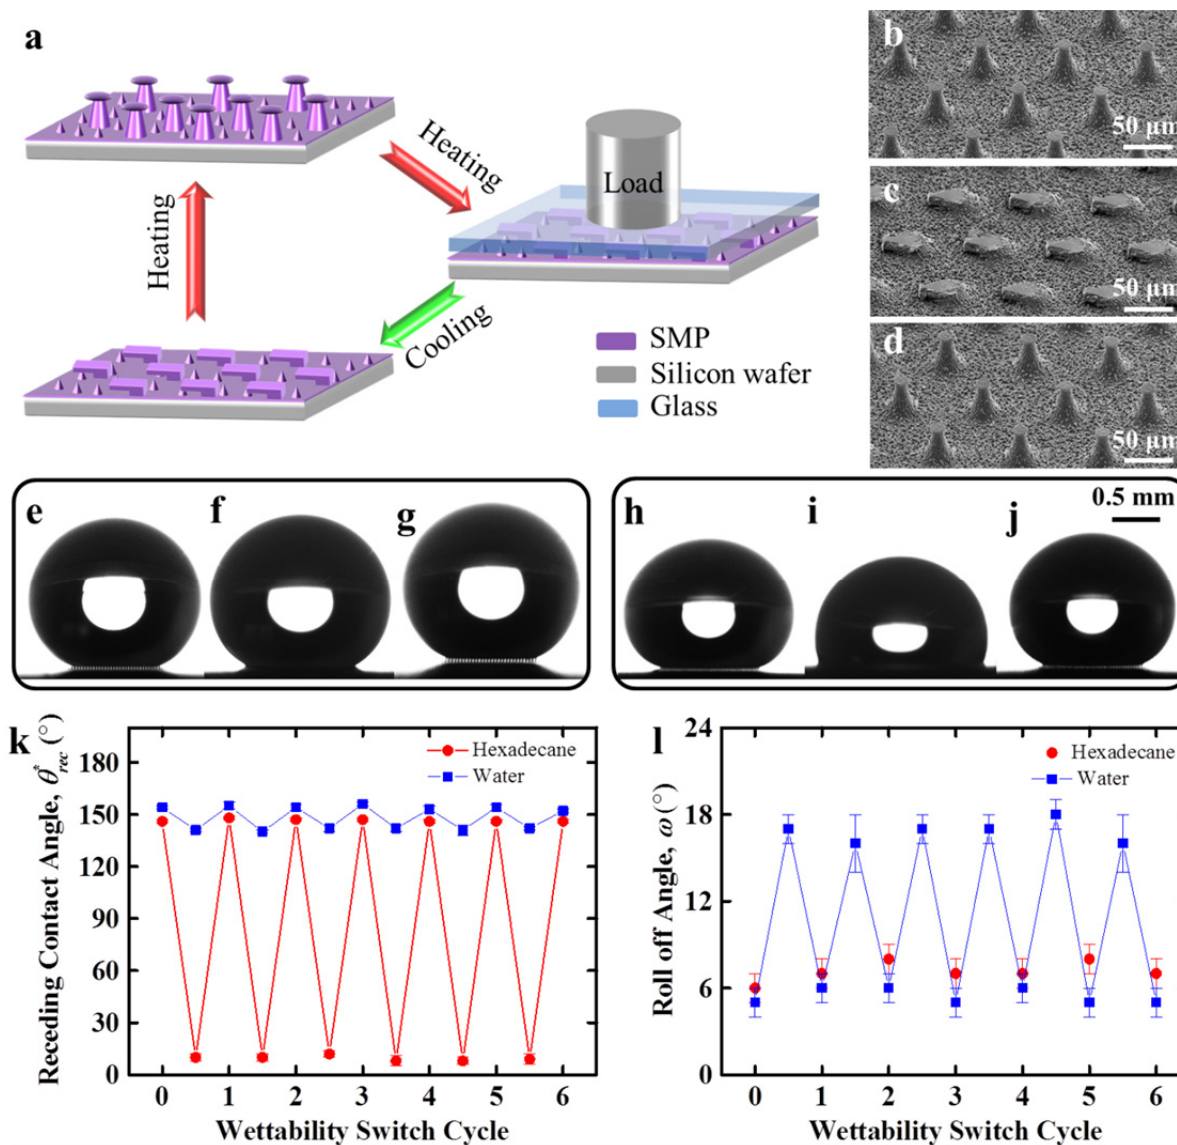 a
Heating
Heating
Load
Cooling
SMP
Silicon wafer
Glass
b
50 μm
c
50 μm
d
50 μm
e
f
g
h
i
j
0.5 mm
k
Receding Contact Angle, θ*rec (°)
180
150
120
90
60
30
0
Hexadecane
Water
0 1 2 3 4 5 6
Wettability Switch Cycle
l
Roll off Angle, ω (°)
24
18
12
6
0
Hexadecane
Water
0 1 2 3 4 5 6
Wettability Switch Cycle